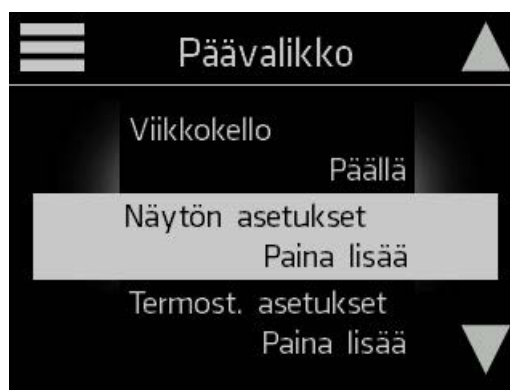 Päävalikko
Viikkokello
Päällä
Näytön asetukset
Paina lisää
Termost. asetukset
Paina lisää